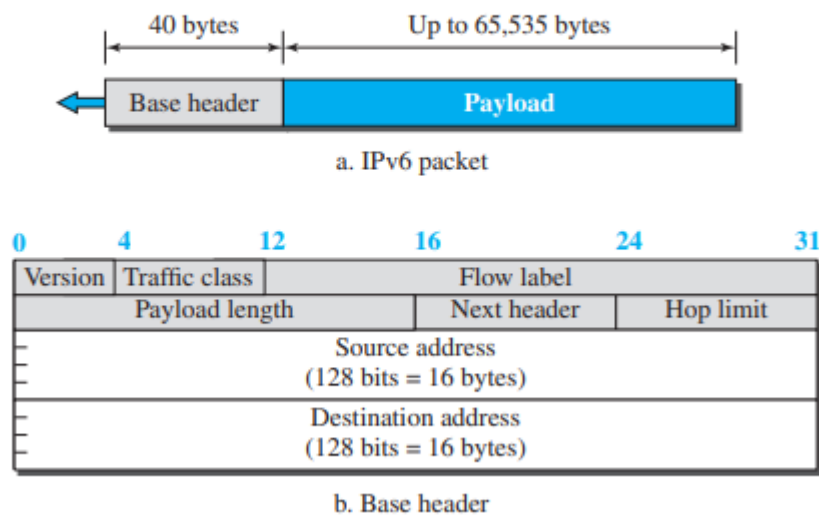 40 bytes Up to 65,535 bytes
Base header Payload
a. IPv6 packet
0 4 12 16 24 31
Version Traffic class Flow label
Payload length Next header Hop limit
Source address
(128 bits = 16 bytes)
Destination address
(128 bits = 16 bytes)
b. Base header